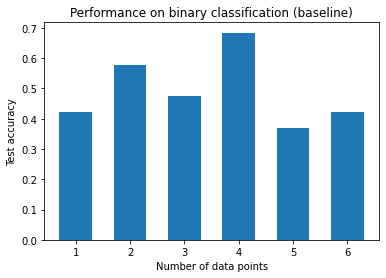 Performance on binary classification (baseline)
0.7
0.6
0.5
0.4
0.3
0.2
0.1
0.0
Test accuracy
1 2 3 4 5 6
Number of data points